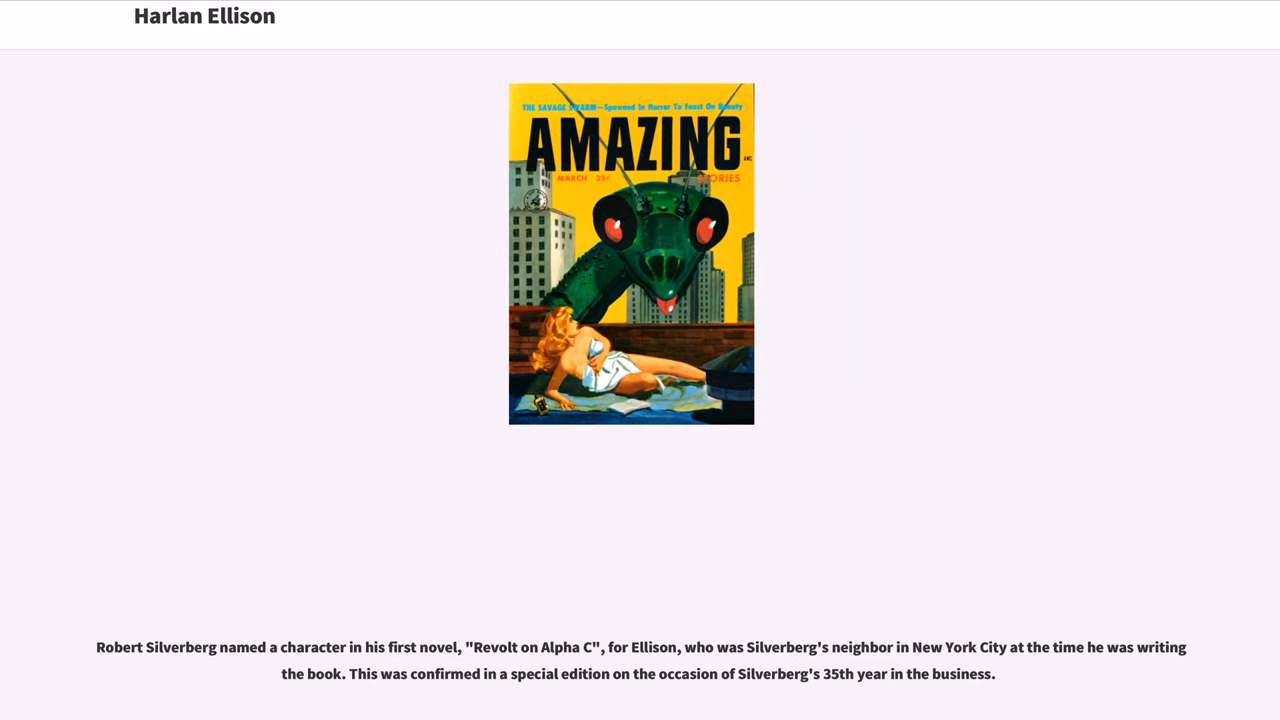 Harlan Ellison
THE SAVAGE SWARM—Spawned In Horror To Feast On Beauty
AMAZING
MARCH 35¢
STORIES
Robert Silverberg named a character in his first novel, "Revolt on Alpha C", for Ellison, who was Silverberg's neighbor in New York City at the time he was writing
the book. This was confirmed in a special edition on the occasion of Silverberg's 35th year in the business.